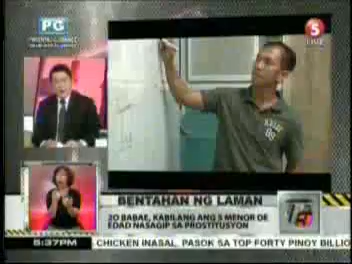 PG
5
LIVE
BENTAHAN NG LAMAN
20 BABAE, KABILANG ANG 5 MENOR DE
EDAD NASAGIP SA PROSTITUSYON
5:37PM
CHICKEN INASAL, PASOK SA TOP FORTY PINOY BILLIO